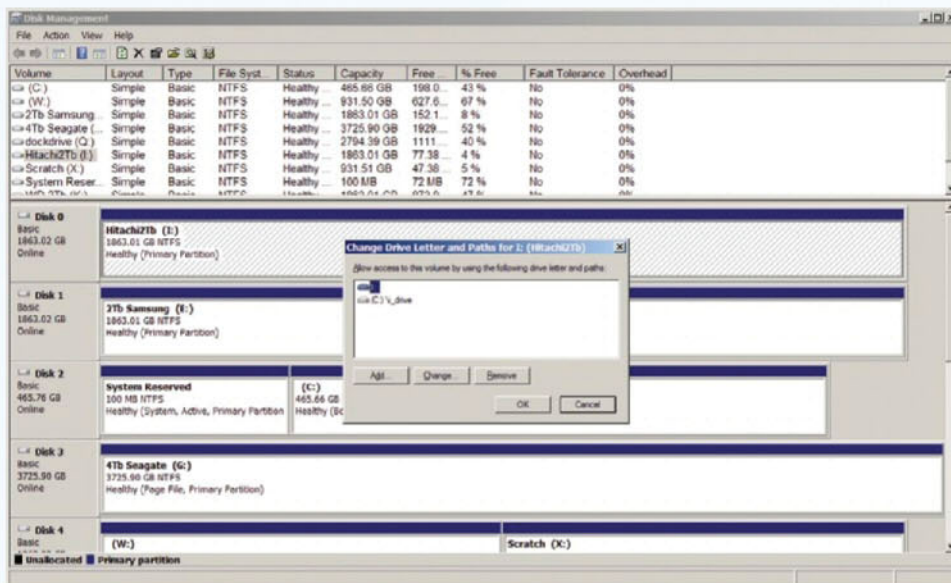 Disk Management
File Action View Help
Volume Layout Type File Syst... Status Capacity Free ... % Free Fault Tolerance Overhead
(C:) Simple Basic NTFS Healthy ... 465.66 GB 198.0... 43 % No 0%
(W:) Simple Basic NTFS Healthy ... 931.50 GB 627.6... 67 % No 0%
2Tb Samsung... Simple Basic NTFS Healthy ... 1863.01 GB 152.1... 8 % No 0%
4Tb Seagate (... Simple Basic NTFS Healthy ... 3725.90 GB 1929 ... 52 % No 0%
dockdrive (Q:) Simple Basic NTFS Healthy ... 2794.39 GB 1111 ... 40 % No 0%
Hitachi2Tb (I:) Simple Basic NTFS Healthy ... 1863.01 GB 77.38 ... 4 % No 0%
Scratch (X:) Simple Basic NTFS Healthy ... 931.51 GB 47.38 ... 5 % No 0%
System Reser... Simple Basic NTFS Healthy ... 100 MB 72 MB 72 % No 0%
Disk 0
Basic
1863.02 GB
Online
Hitachi2Tb (I:)
1863.01 GB NTFS
Healthy (Primary Partition)
Change Drive Letter and Paths for I: (Hitachi2Tb)
Allow access to this volume by using the following drive letter and paths:
I:
Add... Change... Remove
OK Cancel
Disk 1
Basic
1863.02 GB
Online
2Tb Samsung (E:)
1863.01 GB NTFS
Healthy (Primary Partition)
Disk 2
Basic
465.76 GB
Online
System Reserved
100 MB NTFS
Healthy (System, Active, Primary Partition
(C:)
465.66 GB
Healthy (Bo
Disk 3
Basic
3725.90 GB
Online
4Tb Seagate (G:)
3725.90 GB NTFS
Healthy (Page File, Primary Partition)
Disk 4
Basic
(W:)
Scratch (X:)
Unallocated Primary partition